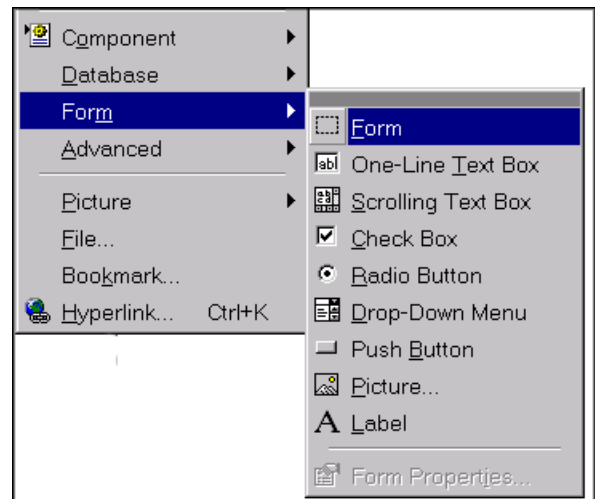 Component
Database
Form
Advanced
Picture
File...
Bookmark...
Hyperlink... Ctrl+K
Form
abl One-Line Text Box
Scrolling Text Box
Check Box
Radio Button
Drop-Down Menu
Push Button
Picture...
A Label
Form Properties...